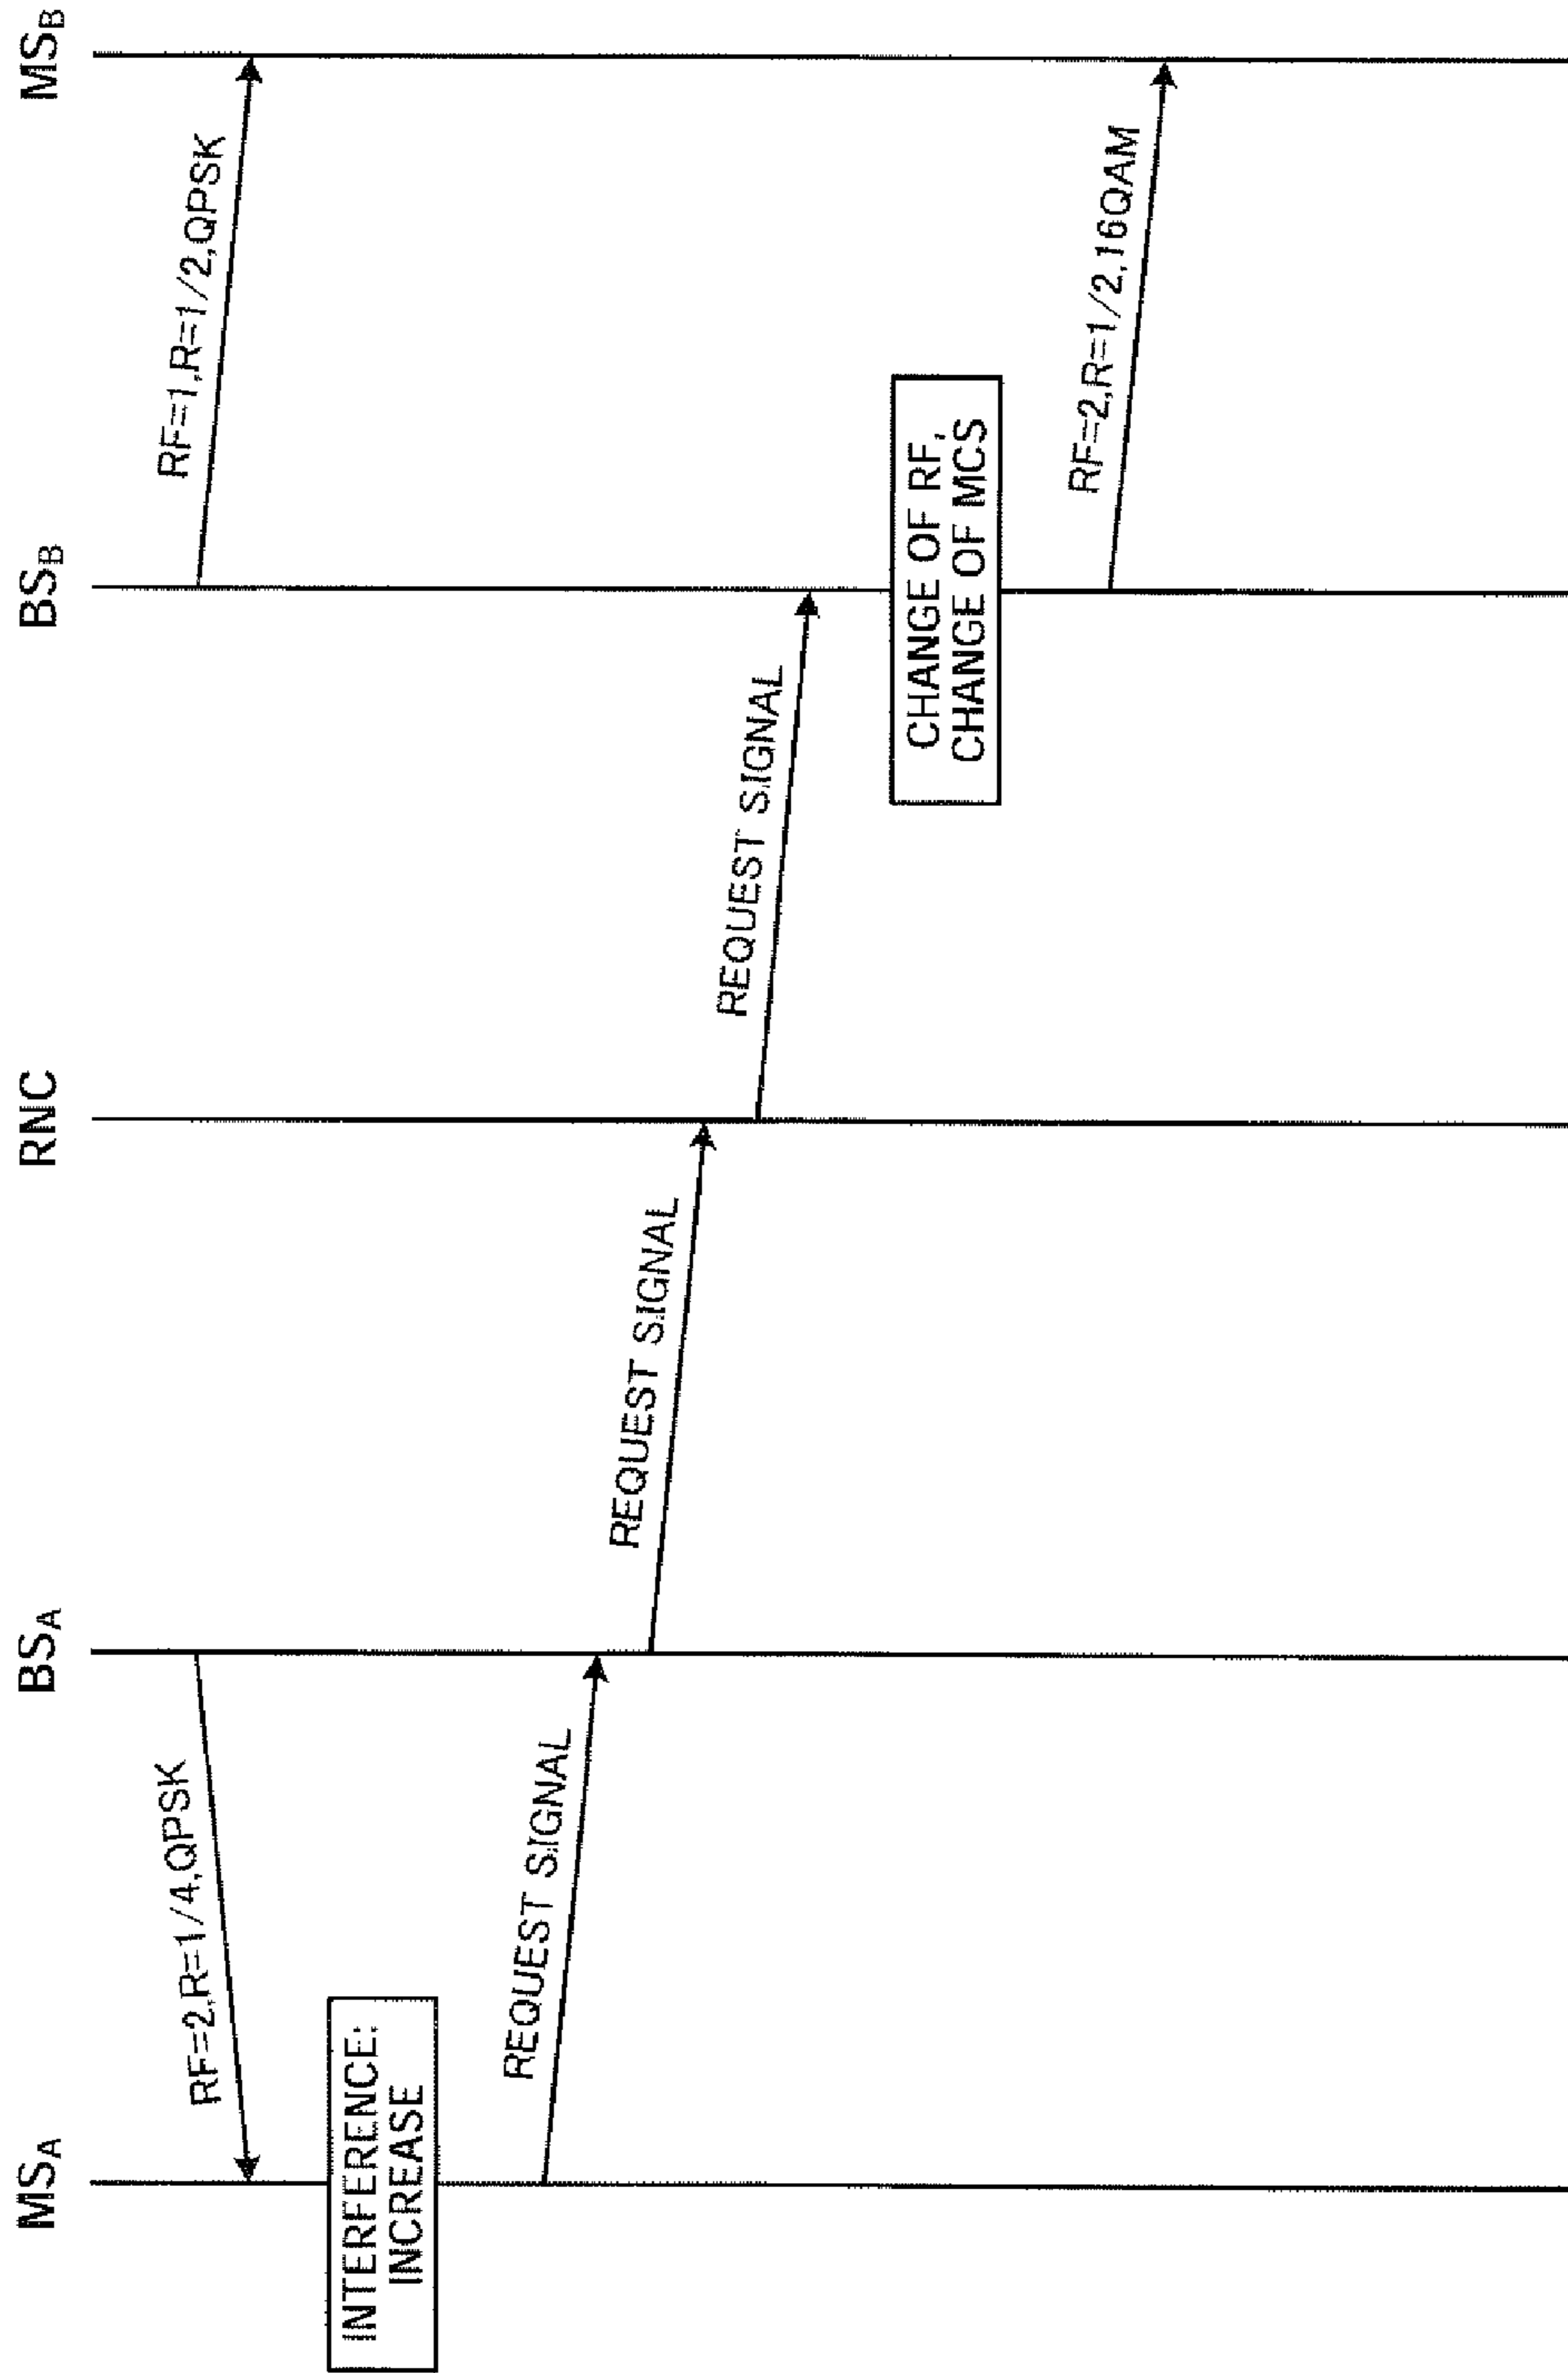 MSA
BSA
RNC
BSB
MSB
RF=2,R=1/4,QPSK
RF=1,R=1/2,QPSK
INTERFERENCE:
INCREASE
REQUEST SIGNAL
REQUEST SIGNAL
REQUEST SIGNAL
CHANGE OF RF,
CHANGE OF MCS
RF=2,R=1/2,16QAM